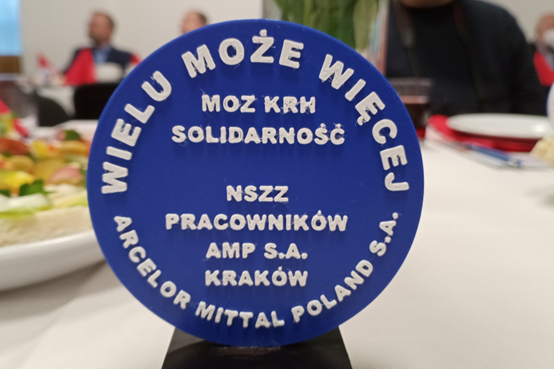 WIELU MOŻE WIĘCEJ
MOZ KRH
SOLIDARNOŚĆ
NSZZ
PRACOWNIKÓW
AMP S.A.
KRAKÓW
ARCELOR MITTAL POLAND S.A.